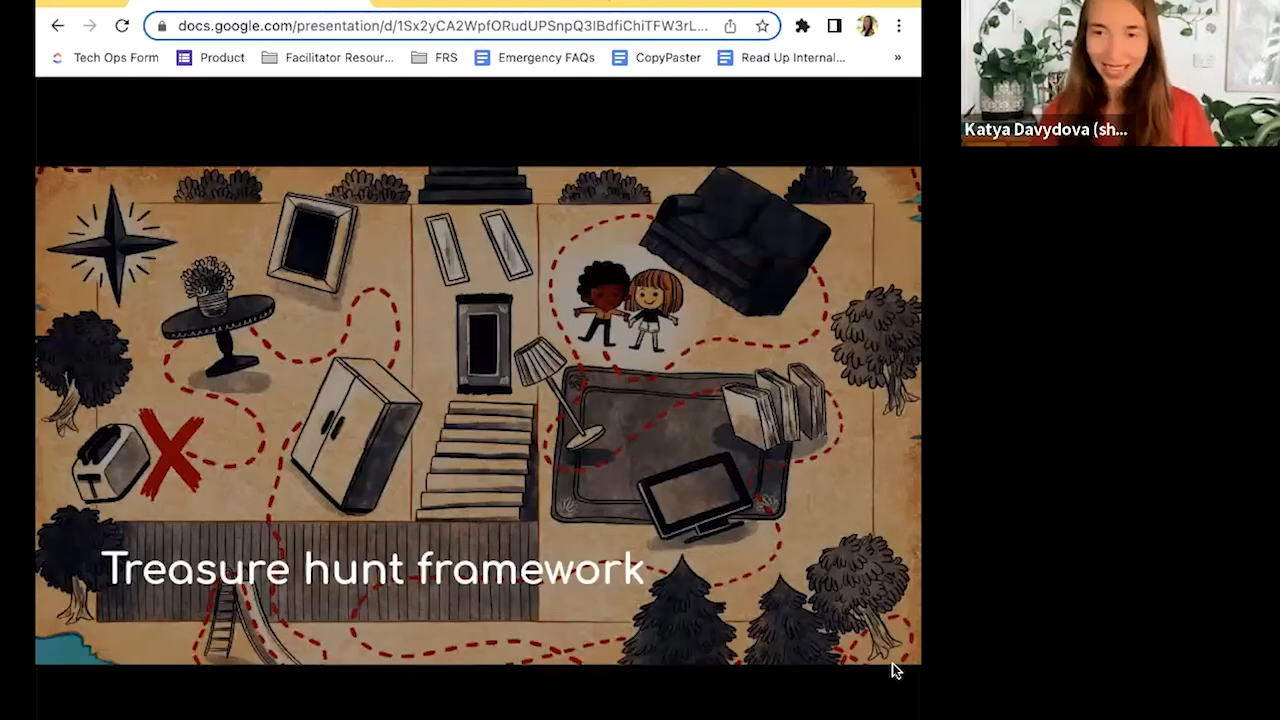 docs.google.com/presentation/d/1Sx2yCA2WpfORudUPSnpQ3IBdfiChiTFW3rL...
Tech Ops Form Product Facilitator Resour... FRS Emergency FAQs CopyPaster Read Up Internal... »
Katya Davydova (sh...
Treasure hunt framework